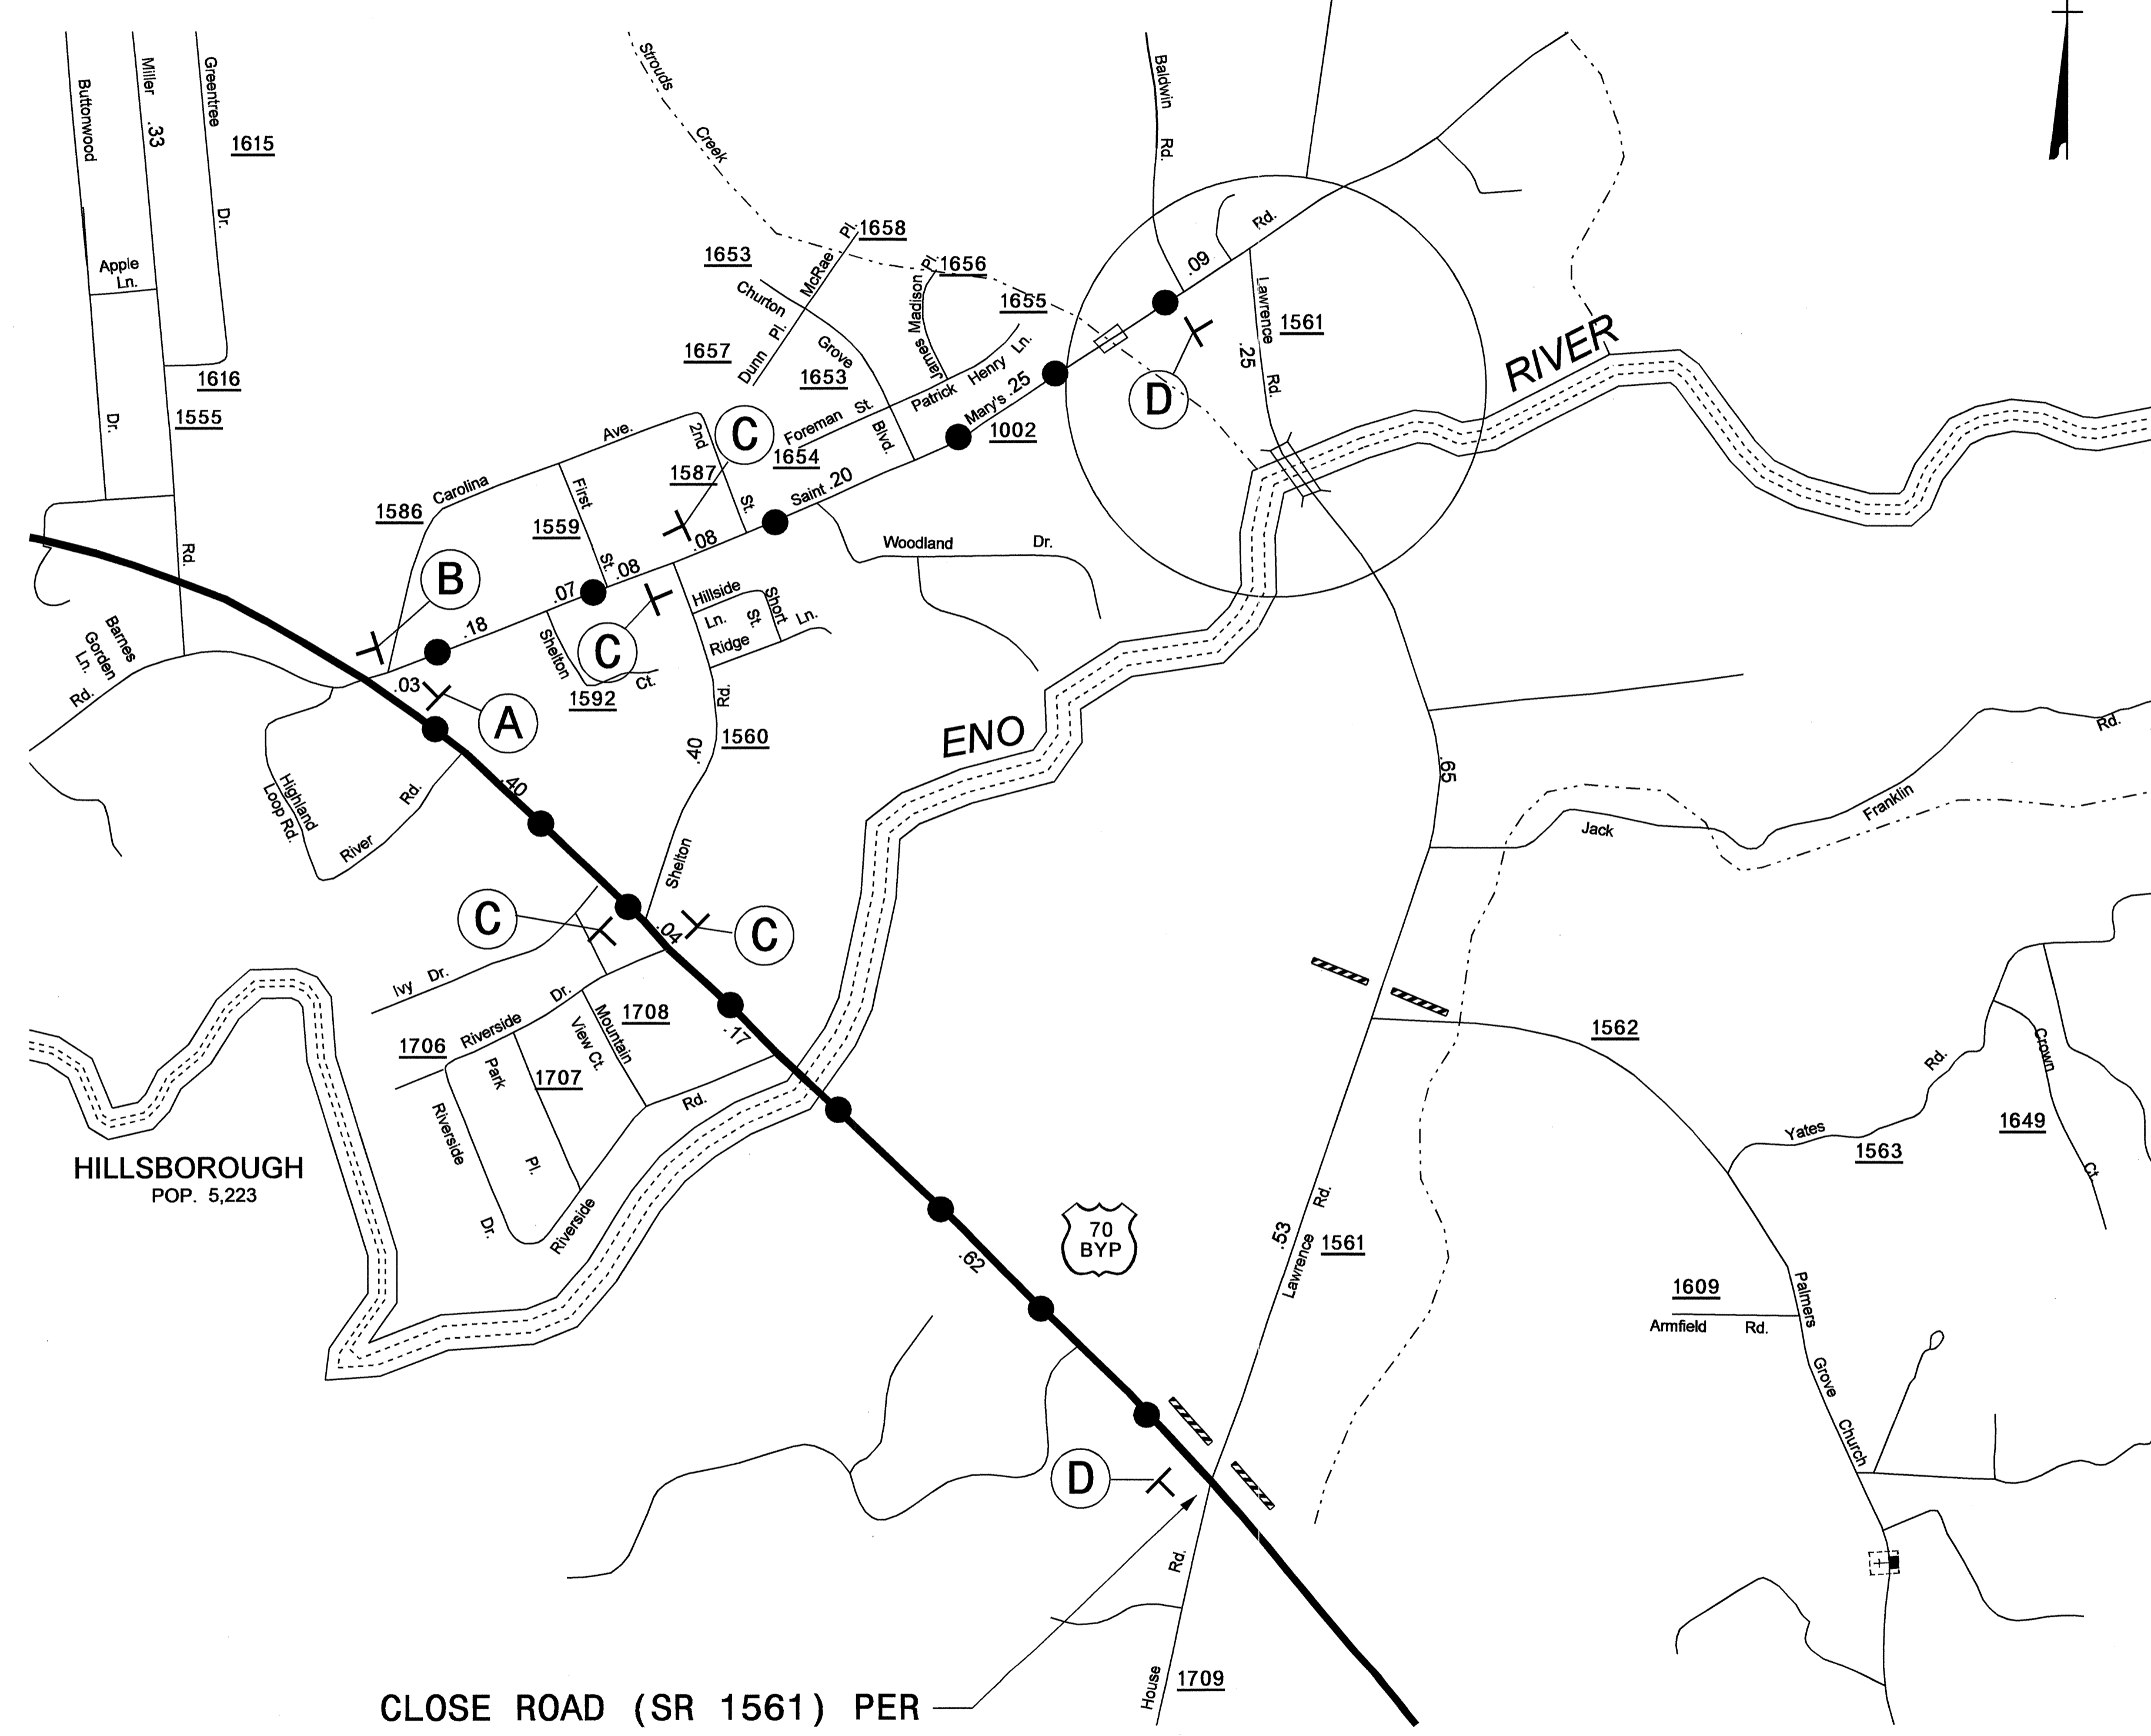 Buttonwood
Dr.
Miller
.33
Rd.
Greentree
Dr.
1615
Apple
Ln.
1616
1555
Strouds
Creek
Baldwin
Rd.
1653
1658
McRae
Pl.
Churton
Grove
Blvd.
1657
Dunn
Pl.
1653
James Madison
Pl.
1656
1655
Patrick
Henry
Ln.
.09
Rd.
Lawrence
Rd.
.25
1561
RIVER
D
Foreman
St.
1654
C
Mary's
.25
1002
Saint
.20
Carolina
Ave.
1586
First
St.
1559
2nd
St.
1587
.08
.08
.07
.18
.03
B
C
A
Woodland
Dr.
Hillside
Ln.
St.
Short
Ln.
Ridge
Shelton
Ct.
1592
Rd.
1560
.40
Shelton
Barnes
Gorden
Ln.
Rd.
Highland
Loop Rd.
River
Rd.
.40
ENO
.65
Jack
Franklin
Rd.
C
C
.04
Ivy
Dr.
Dr.
Riverside
1706
1708
Mountain
View Ct.
Park
Pl.
1707
.17
Rd.
Riverside
Riverside
Dr.
HILLSBOROUGH
POP. 5,223
1562
Yates
Rd.
1563
Crown
Ct.
1649
70
BYP
.62
.53
Lawrence
Rd.
1561
1609
Armfield
Rd.
Palmers
Grove
Church
D
House
Rd.
1709
CLOSE ROAD (SR 1561) PER